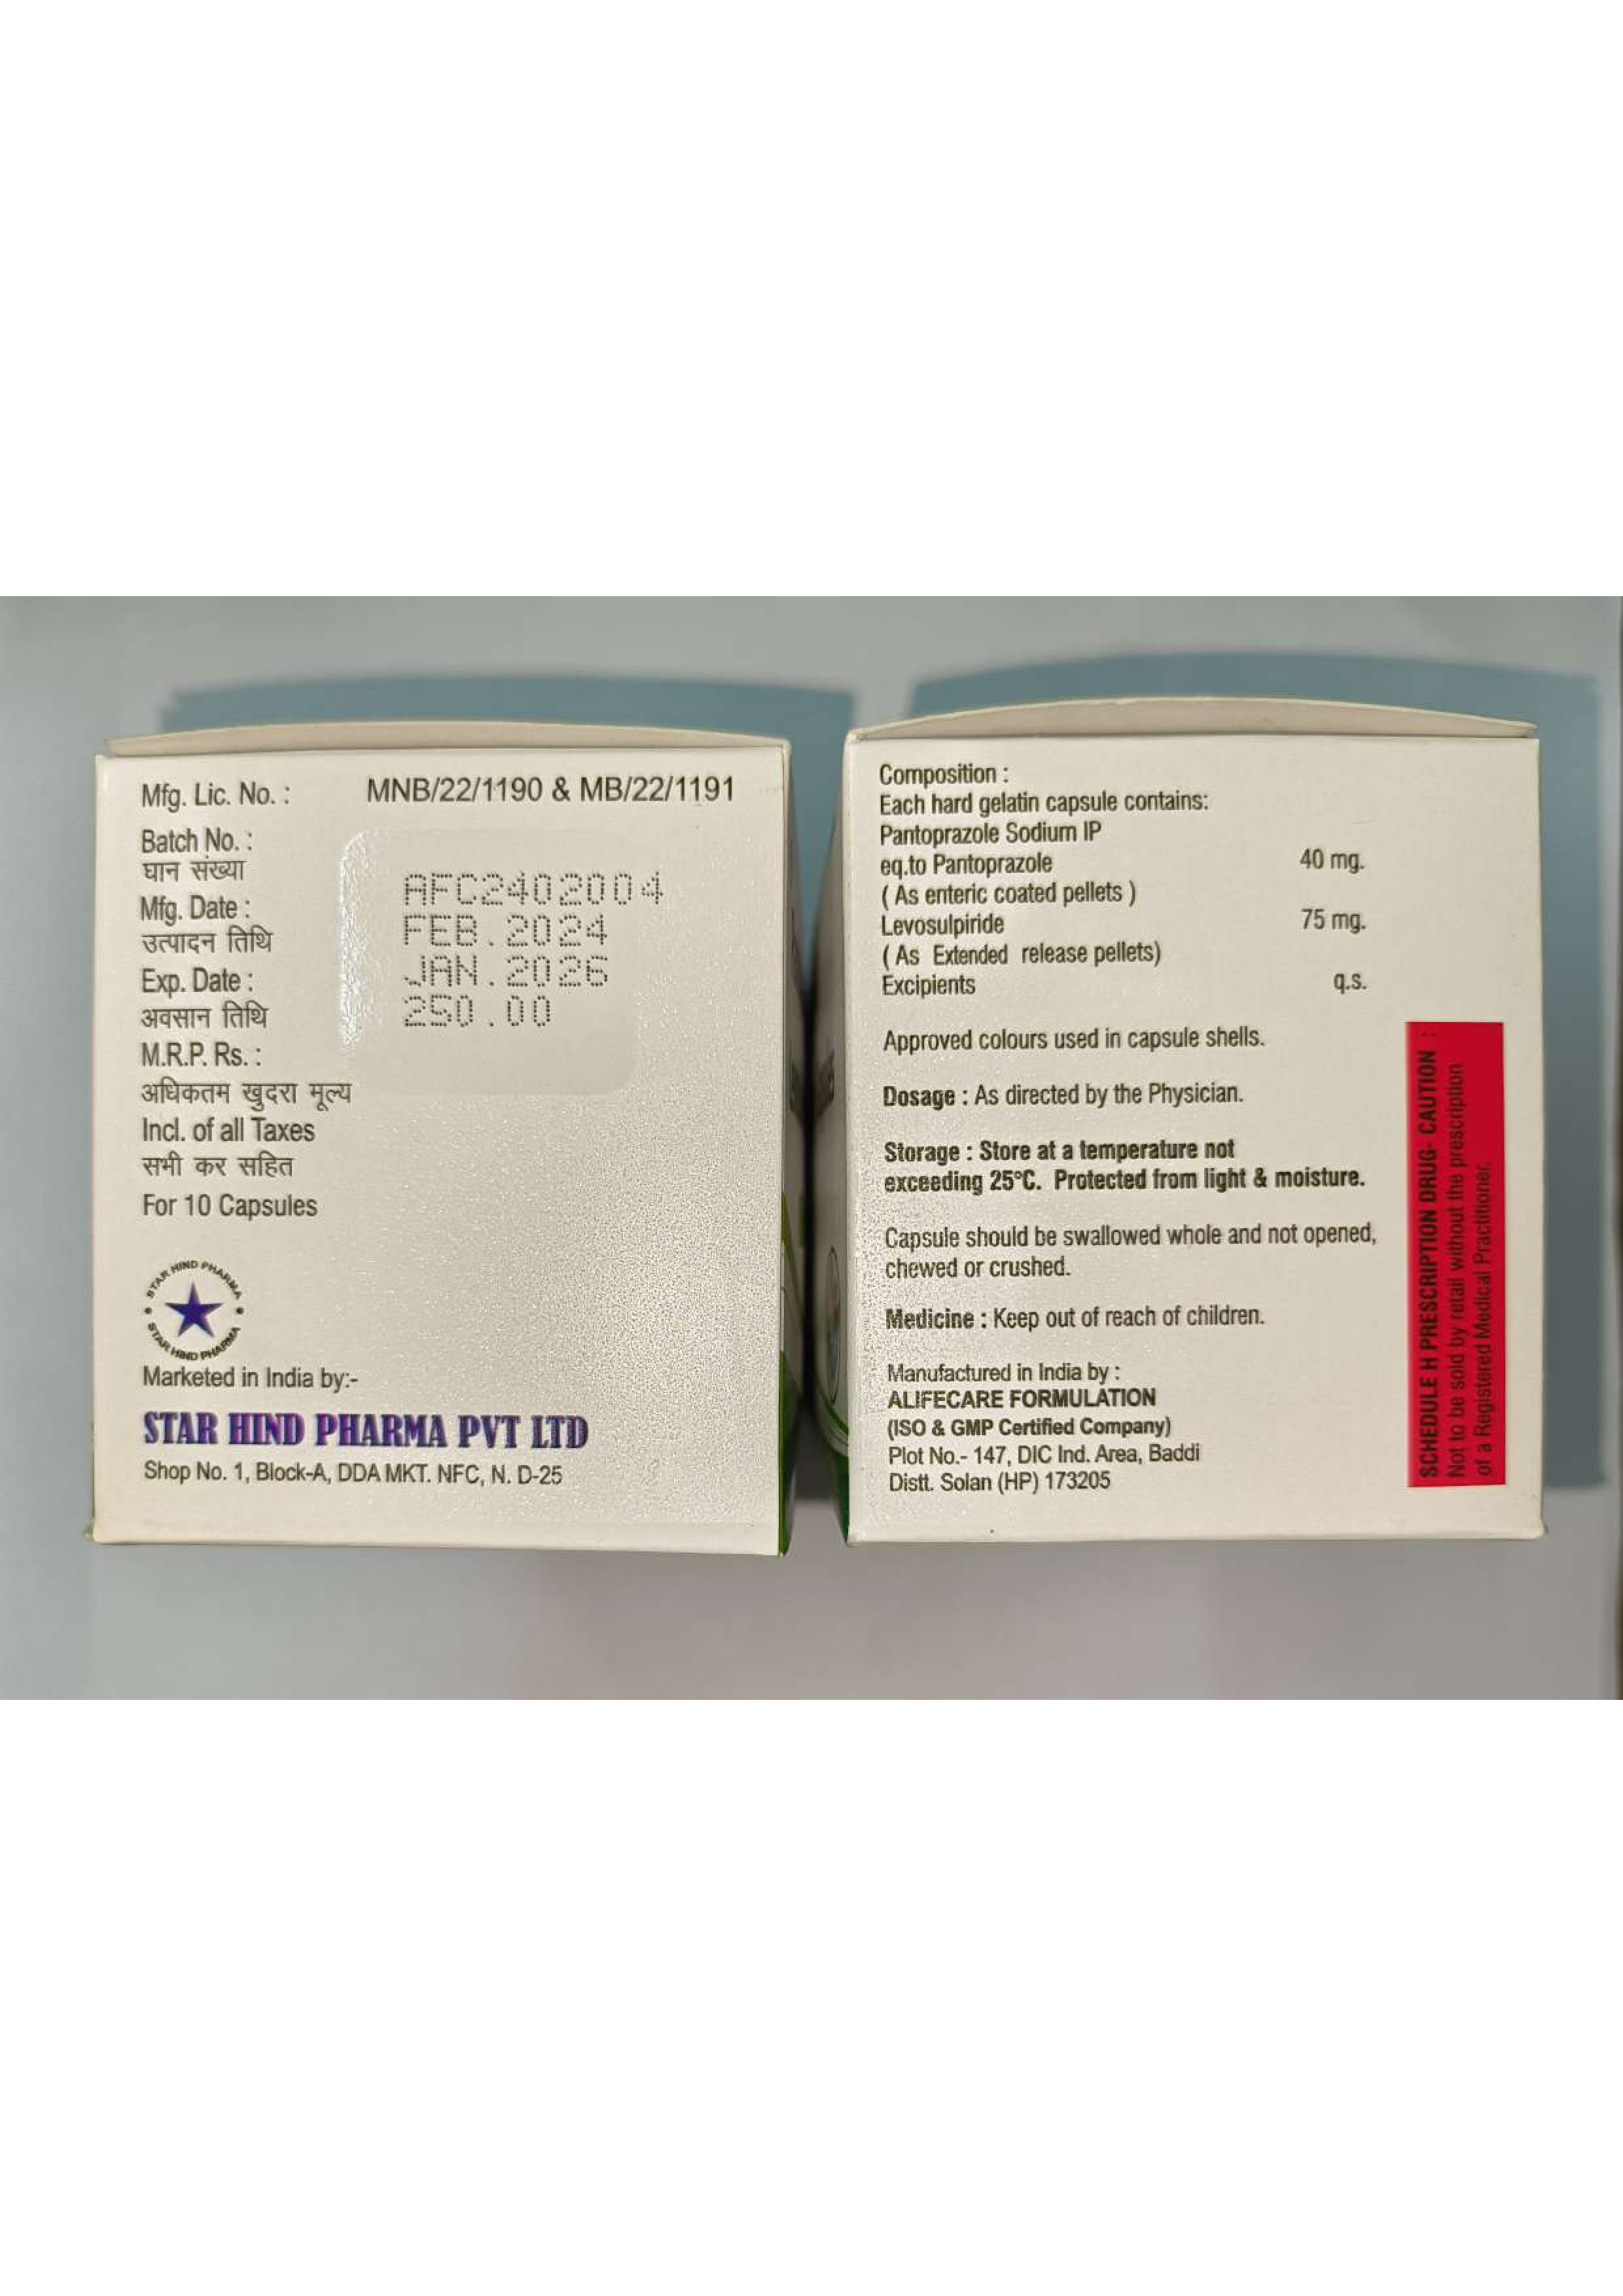 Mfg. Lic. No. : MNB/22/1190 & MB/22/1191
Batch No. :
घान संख्या
AFC2402004
Mfg. Date :
उत्पादन तिथि
FEB.2024
Exp. Date :
अवसान तिथि
JAN.2026
M.R.P. Rs. :
250.00
अधिकतम खुदरा मूल्य
Incl. of all Taxes
सभी कर सहित
For 10 Capsules
STAR HIND PHARMA
STAR HIND PHARMA
Marketed in India by:-
STAR HIND PHARMA PVT LTD
Shop No. 1, Block-A, DDA MKT. NFC, N. D-25
Composition :
Each hard gelatin capsule contains:
Pantoprazole Sodium IP
eq.to Pantoprazole 40 mg.
( As enteric coated pellets )
Levosulpiride 75 mg.
( As Extended release pellets)
Excipients q.s.
Approved colours used in capsule shells.
Dosage : As directed by the Physician.
Storage : Store at a temperature not
exceeding 25°C. Protected from light & moisture.
Capsule should be swallowed whole and not opened,
chewed or crushed.
Medicine : Keep out of reach of children.
Manufactured in India by :
ALIFECARE FORMULATION
(ISO & GMP Certified Company)
Plot No.- 147, DIC Ind. Area, Baddi
Distt. Solan (HP) 173205
SCHEDULE H PRESCRIPTION DRUG- CAUTION :
Not to be sold by retail without the prescription
of a Registered Medical Practitioner.